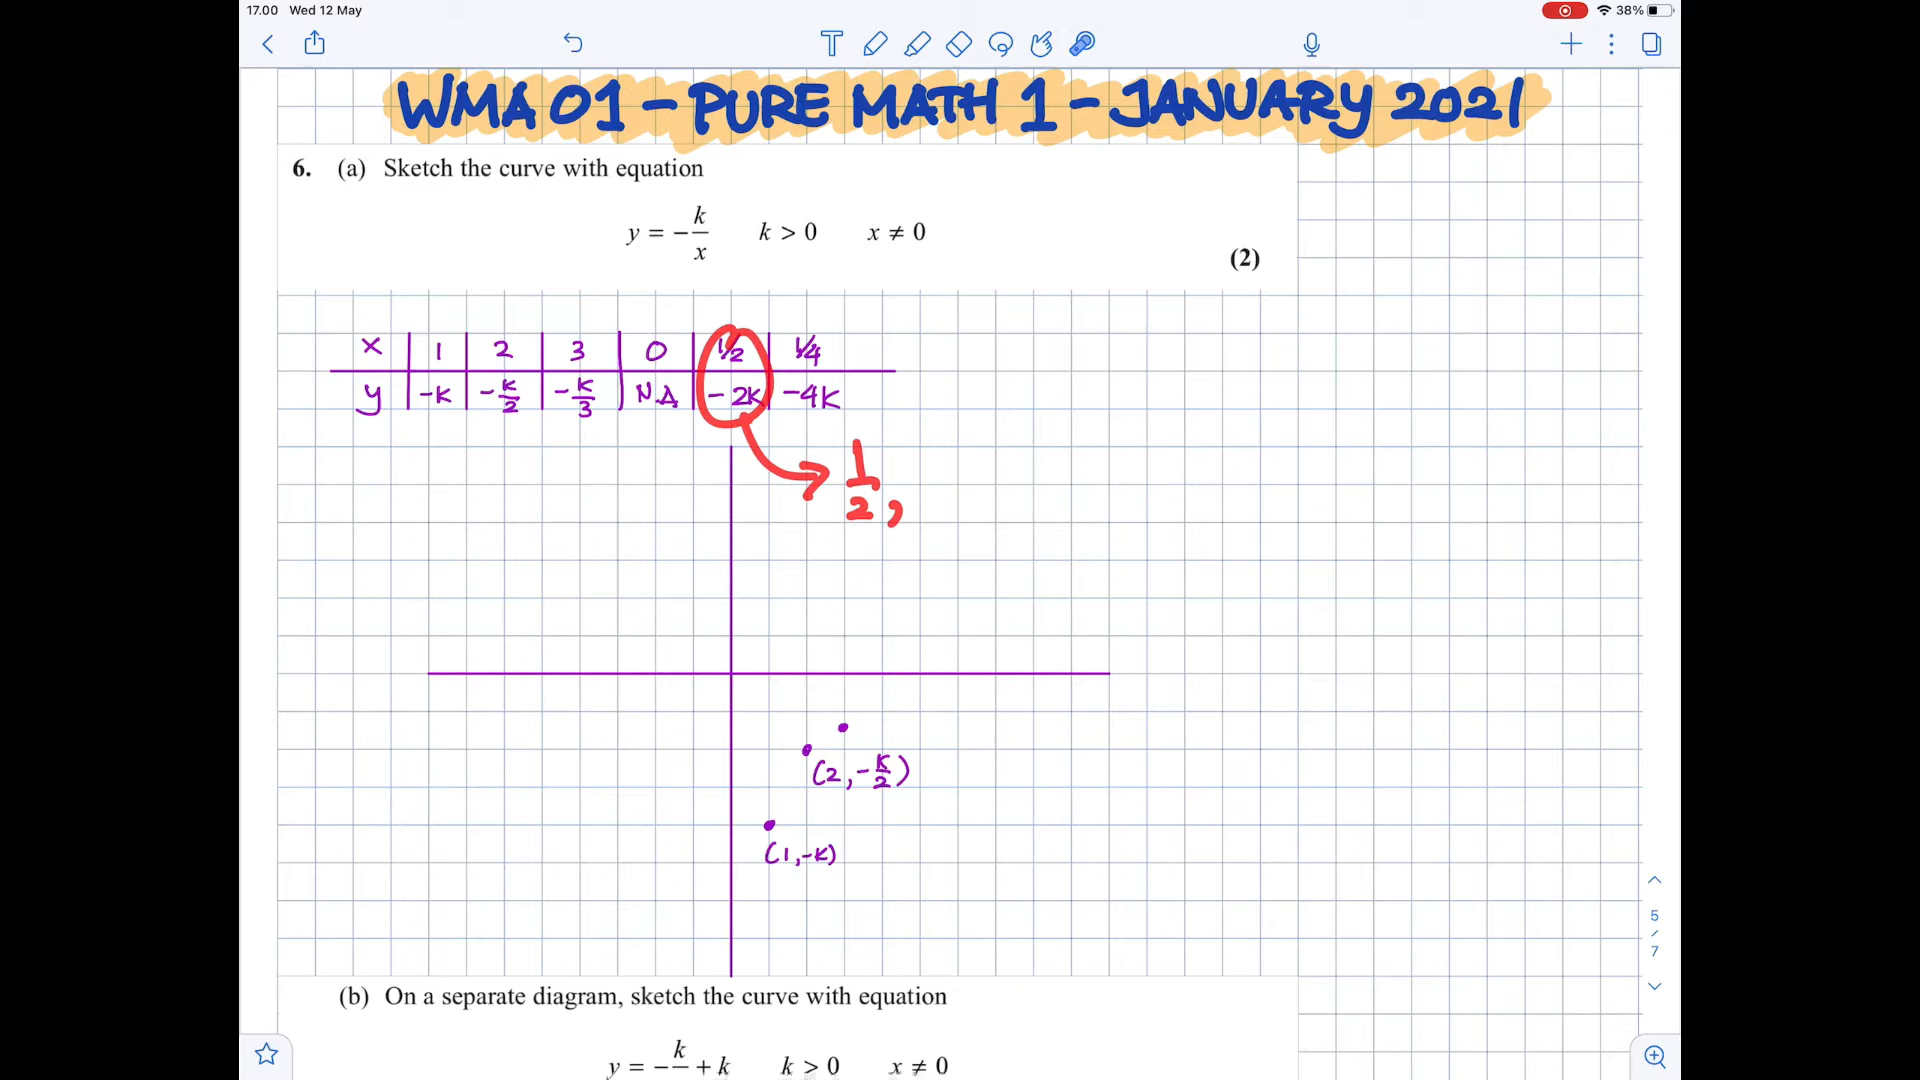 17.00 Wed 12 May
38%
WMA 01 - PURE MATH 1 - JANUARY 2021
6. (a) Sketch the curve with equation
y = -k/x k > 0 x ≠ 0
(2)
x 1 2 3 0 1/2 1/4
y -K -K/2 -K/3 N.A -2K -4K
1/2,
(2, -K/2)
(1, -K)
5
/
7
(b) On a separate diagram, sketch the curve with equation
y = -k/ + k k > 0 x ≠ 0